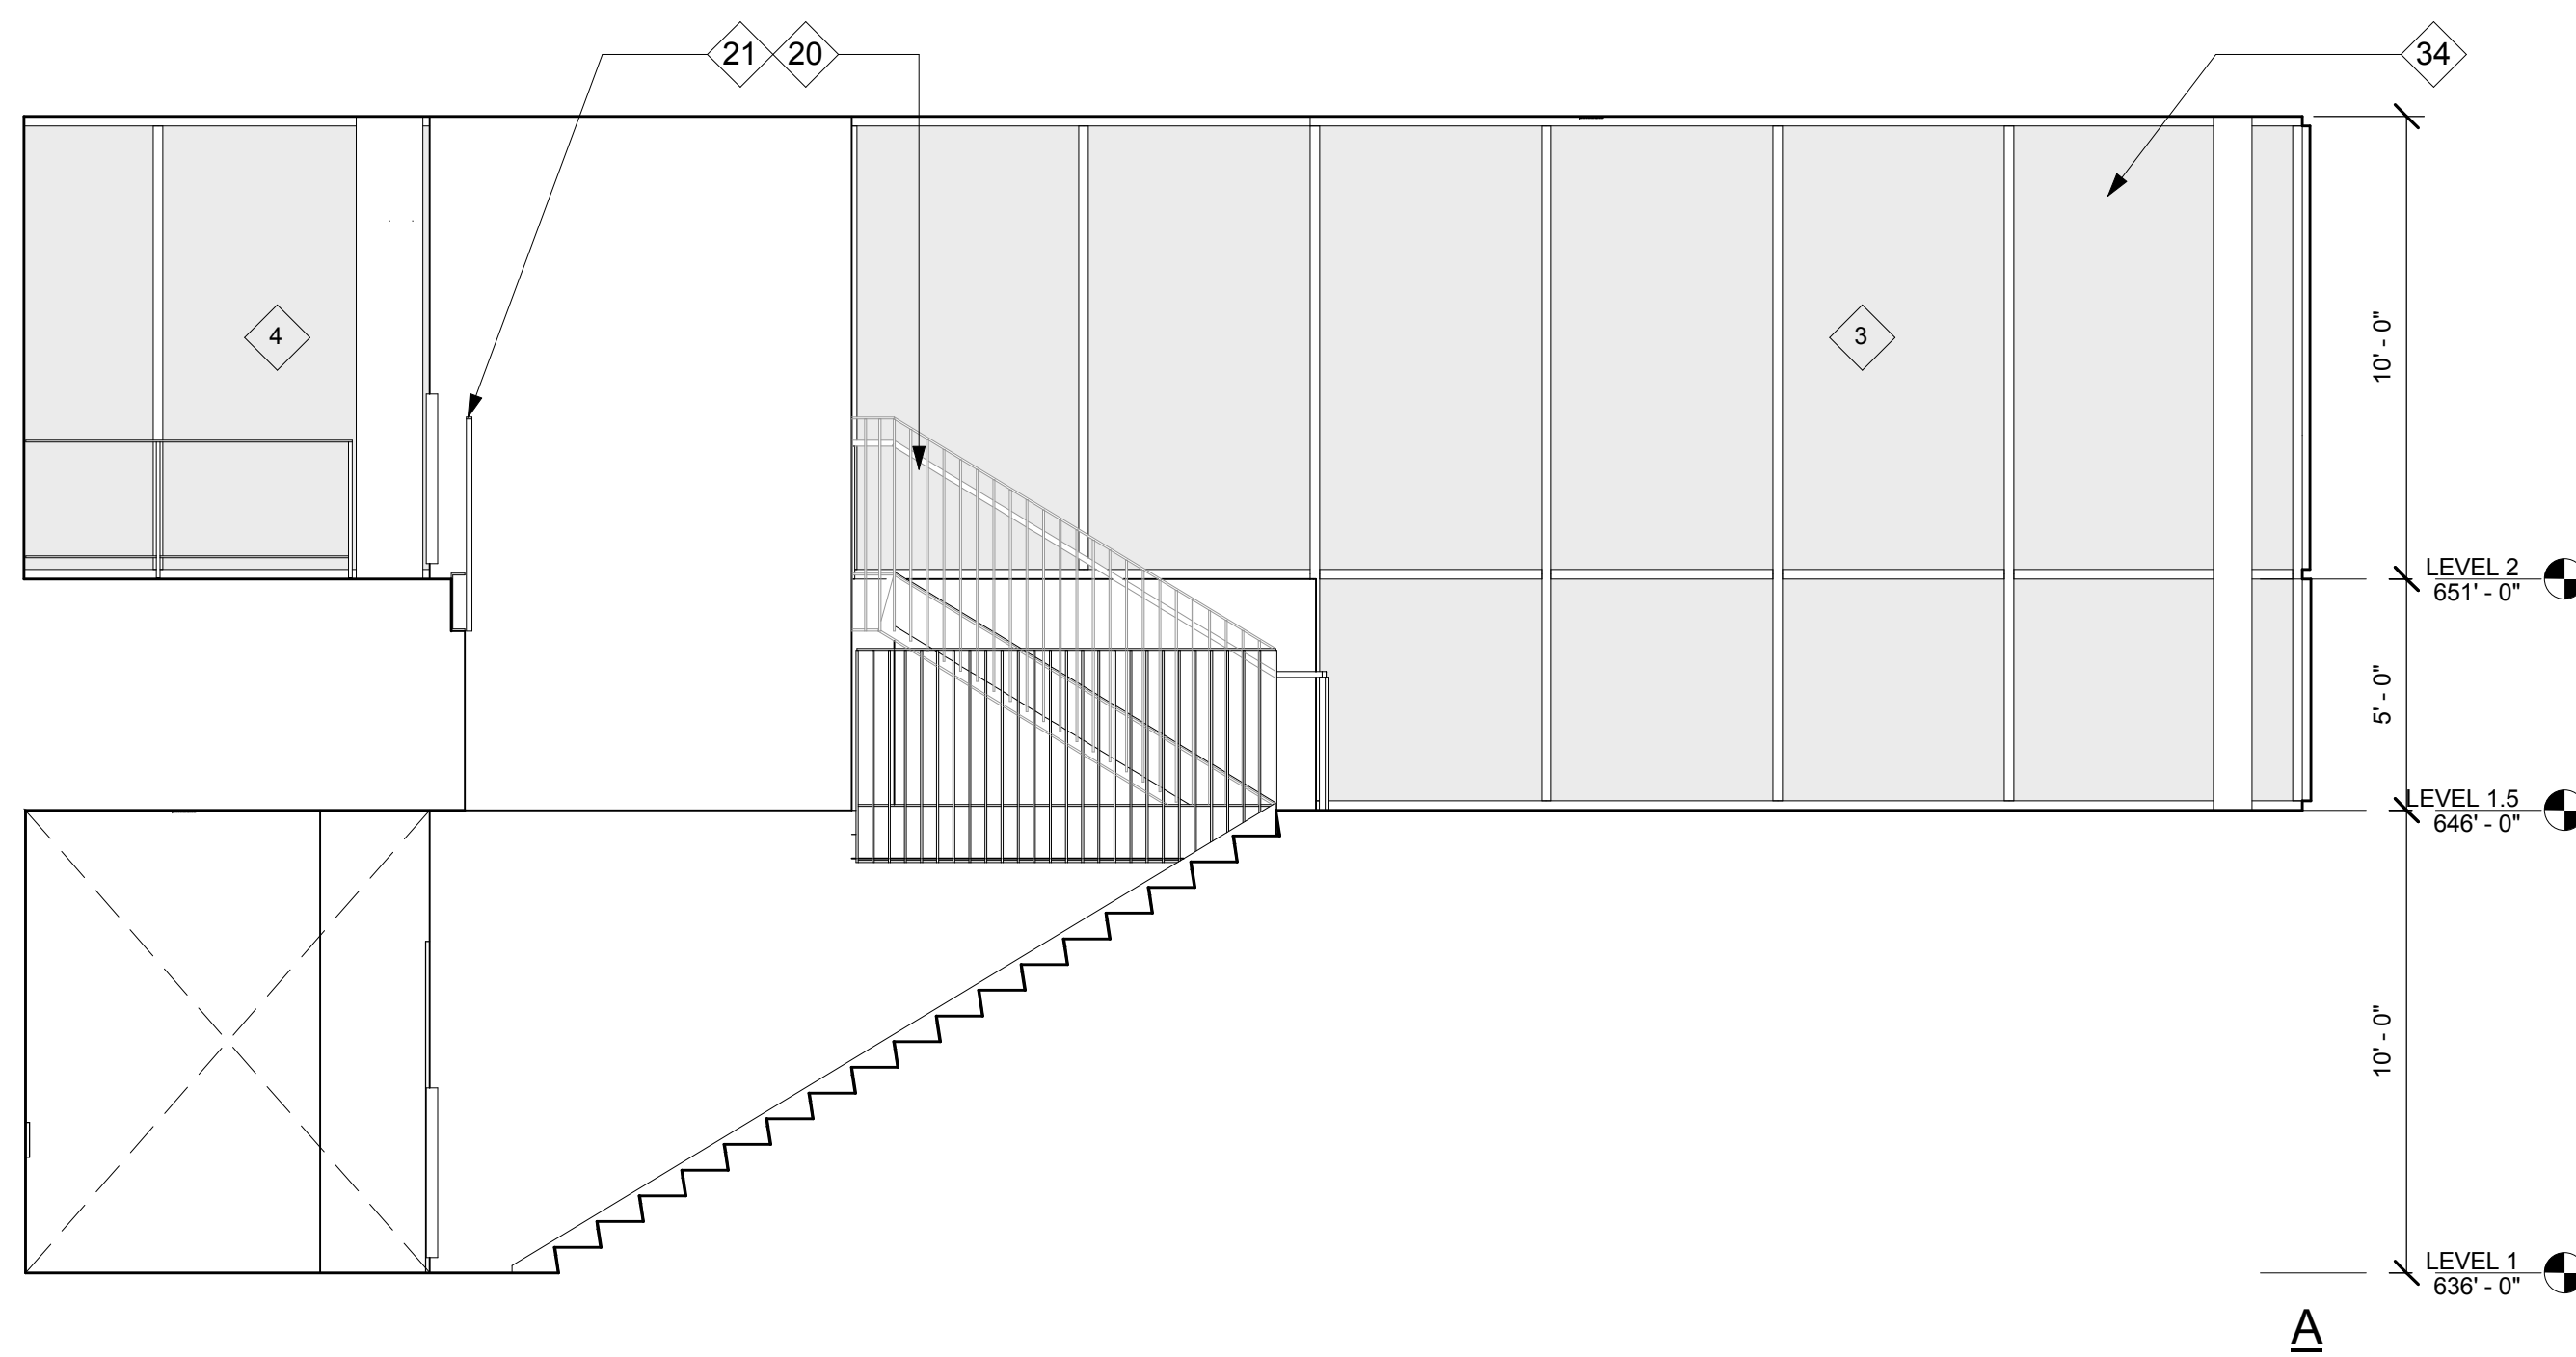 21
20
34
4
3
10' - 0"
LEVEL 2
651' - 0"
5' - 0"
LEVEL 1.5
646' - 0"
10' - 0"
LEVEL 1
636' - 0"
A